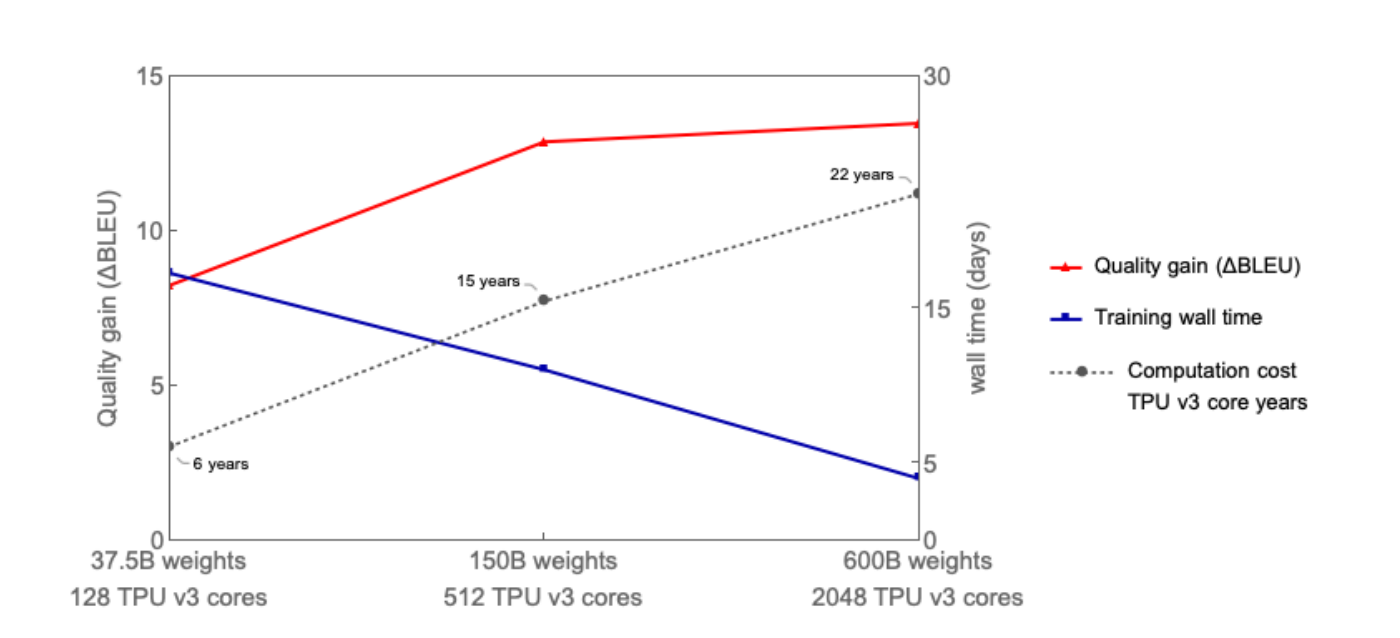 15
30
22 years
Quality gain (ΔBLEU)
10
wall time (days)
15 years
15
5
6 years
5
0
0
37.5B weights
128 TPU v3 cores
150B weights
512 TPU v3 cores
600B weights
2048 TPU v3 cores
Quality gain (ΔBLEU)
Training wall time
Computation cost
TPU v3 core years